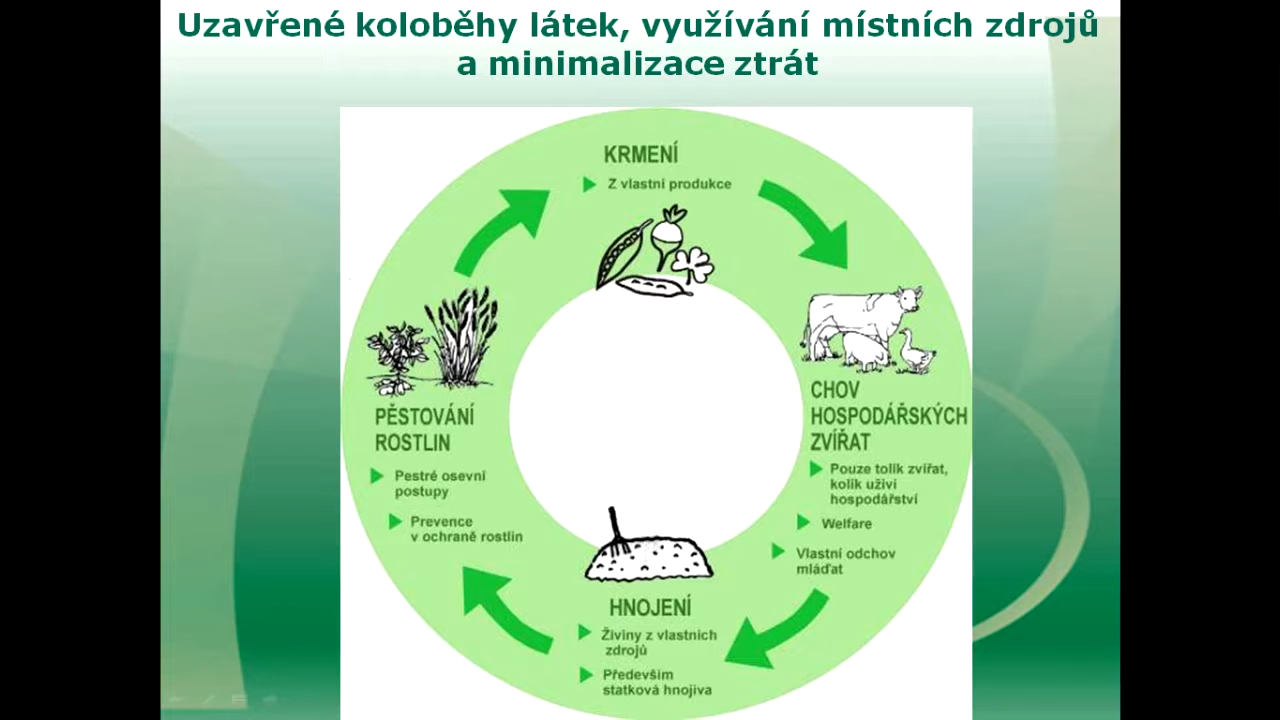 Uzavřené koloběhy látek, využívání místních zdrojů
a minimalizace ztrát
KRMENÍ
Z vlastní produkce
CHOV
HOSPODÁŘSKÝCH
ZVÍŘAT
Pouze tolik zvířat,
kolik uživí
hospodářství
Welfare
Vlastní odchov
mláďat
HNOJENÍ
Živiny z vlastních
zdrojů
Především
statková hnojiva
PĚSTOVÁNÍ
ROSTLIN
Pestré osevní
postupy
Prevence
v ochraně rostlin